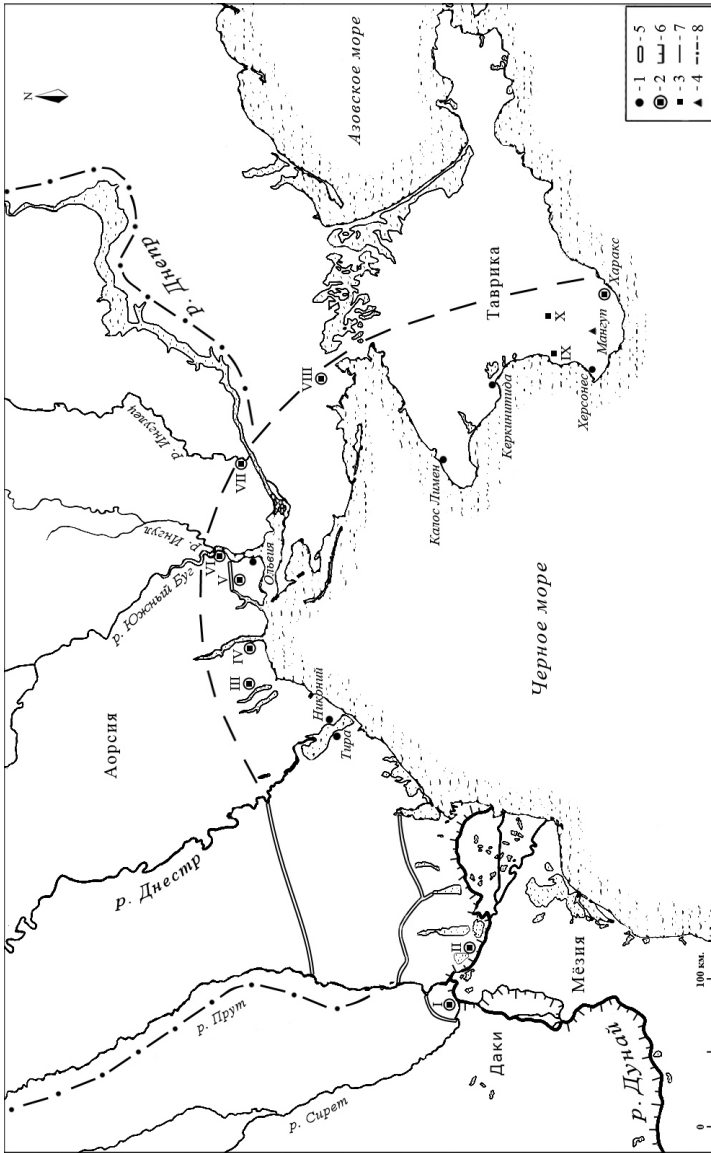 N
Азовское море
р. Днепр
р. Ингулец
р. Ингул
р. Южный Буг
Аорсия
р. Днестр
р. Прут
р. Сирет
VIII
VII
VI
V
Ольвия
IV
III
Никоний
Тира
Таврика
X
IX
Харакс
Мангуп
Херсонес
Керкинитида
Калос Лимен
Черное море
II
I
Мёзия
Даки
р. Дунай
0
100 км.
- 1
- 2
- 3
- 4
- 5
- 6
- 7
- 8